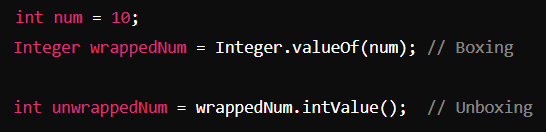 int num = 10;
Integer wrappedNum = Integer.valueOf(num); // Boxing
int unwrappedNum = wrappedNum.intValue();  // Unboxing